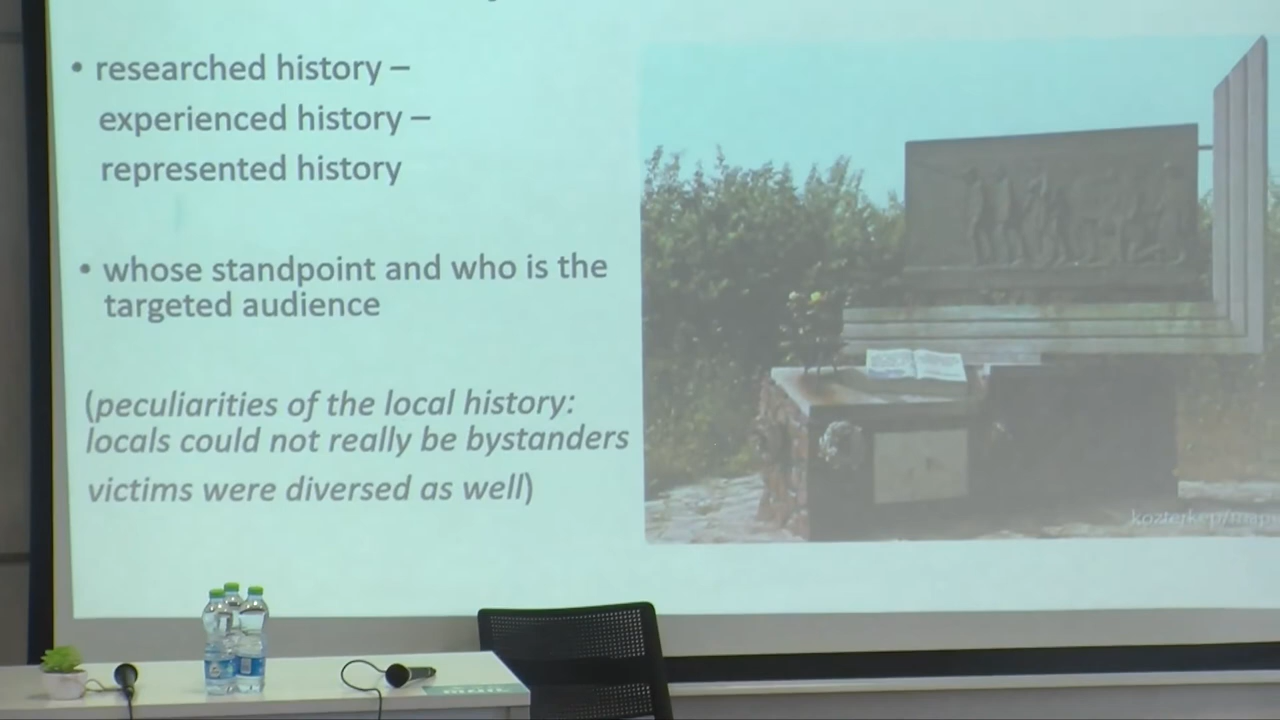 • researched history –
experienced history –
represented history
• whose standpoint and who is the
targeted audience
(peculiarities of the local history:
locals could not really be bystanders
victims were diversed as well)